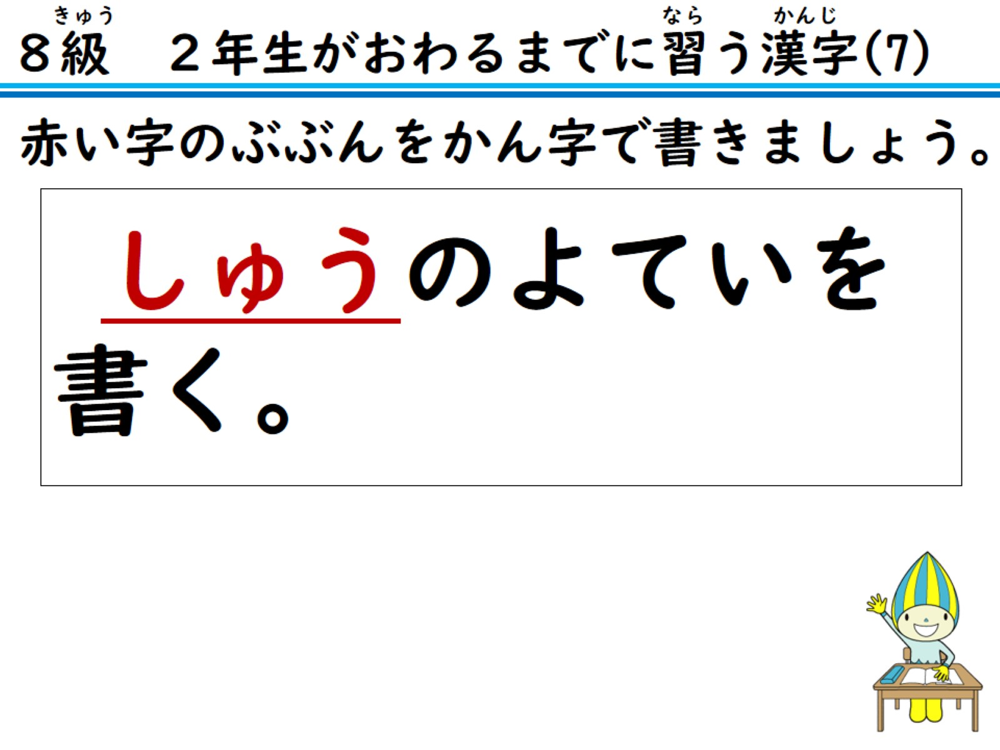 きゅう なら かんじ
8級　2年生がおわるまでに習う漢字(7)
赤い字のぶぶんをかん字で書きましょう。
しゅうのよていを
書く。